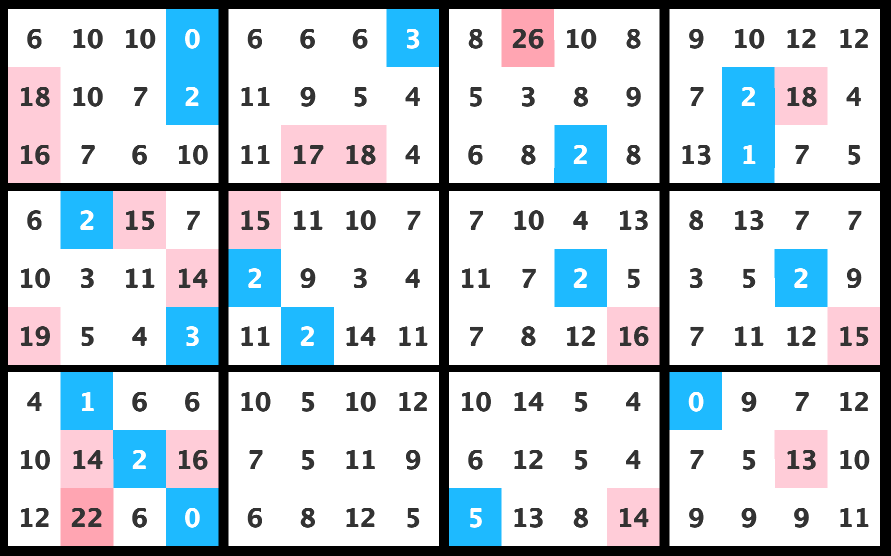 6 10 10 0 6 6 6 3 8 26 10 8 9 10 12 12
18 10 7 2 11 9 5 4 5 3 8 9 7 2 18 4
16 7 6 10 11 17 18 4 6 8 2 8 13 1 7 5
6 2 15 7 15 11 10 7 7 10 4 13 8 13 7 7
10 3 11 14 2 9 3 4 11 7 2 5 3 5 2 9
19 5 4 3 11 2 14 11 7 8 12 16 7 11 12 15
4 1 6 6 10 5 10 12 10 14 5 4 0 9 7 12
10 14 2 16 7 5 11 9 6 12 5 4 7 5 13 10
12 22 6 0 6 8 12 5 5 13 8 14 9 9 9 11